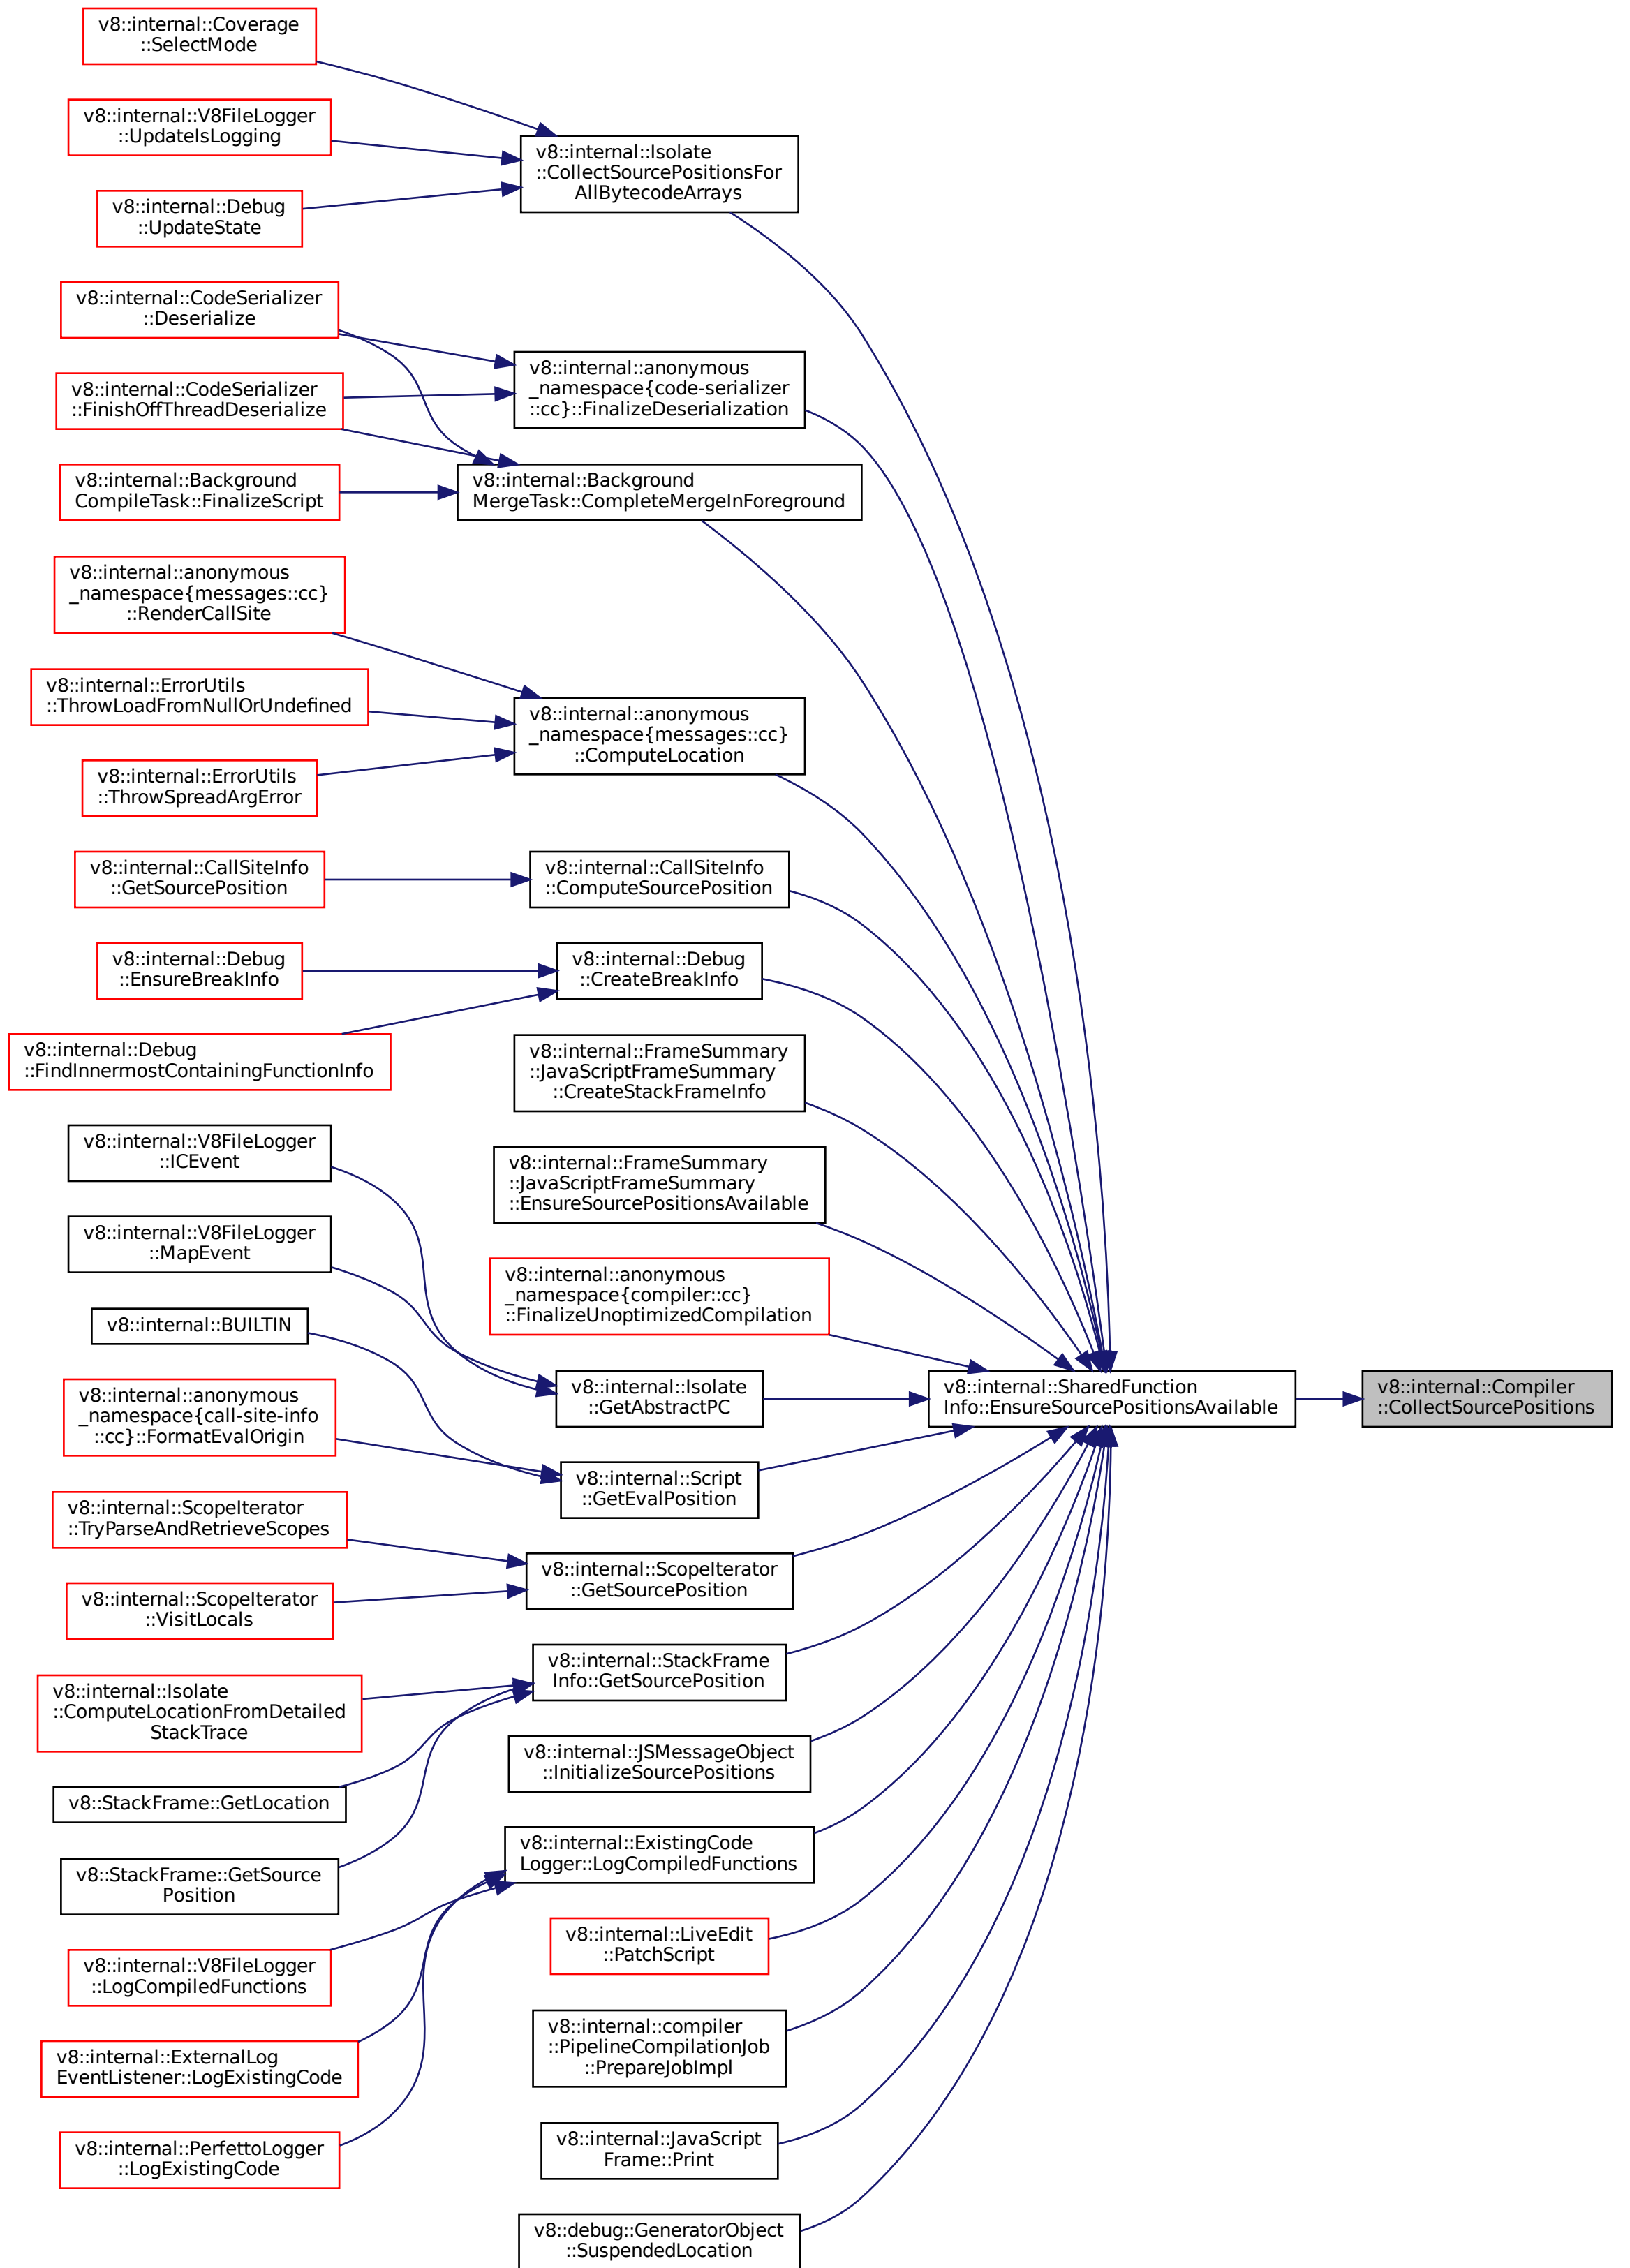 v8::internal::Coverage
::SelectMode
v8::internal::V8FileLogger
::UpdateIsLogging
v8::internal::Debug
::UpdateState
v8::internal::CodeSerializer
::Deserialize
v8::internal::CodeSerializer
::FinishOffThreadDeserialize
v8::internal::Background
CompileTask::FinalizeScript
v8::internal::anonymous
_namespace{messages::cc}
::RenderCallSite
v8::internal::ErrorUtils
::ThrowLoadFromNullOrUndefined
v8::internal::ErrorUtils
::ThrowSpreadArgError
v8::internal::CallSiteInfo
::GetSourcePosition
v8::internal::Debug
::EnsureBreakInfo
v8::internal::Debug
::FindInnermostContainingFunctionInfo
v8::internal::V8FileLogger
::ICEvent
v8::internal::V8FileLogger
::MapEvent
v8::internal::BUILTIN
v8::internal::anonymous
_namespace{call-site-info
::cc}::FormatEvalOrigin
v8::internal::ScopeIterator
::TryParseAndRetrieveScopes
v8::internal::ScopeIterator
::VisitLocals
v8::internal::Isolate
::ComputeLocationFromDetailed
StackTrace
v8::StackFrame::GetLocation
v8::StackFrame::GetSource
Position
v8::internal::V8FileLogger
::LogCompiledFunctions
v8::internal::ExternalLog
EventListener::LogExistingCode
v8::internal::PerfettoLogger
::LogExistingCode
v8::internal::Isolate
::CollectSourcePositionsFor
AllBytecodeArrays
v8::internal::anonymous
_namespace{code-serializer
::cc}::FinalizeDeserialization
v8::internal::Background
MergeTask::CompleteMergeInForeground
v8::internal::anonymous
_namespace{messages::cc}
::ComputeLocation
v8::internal::CallSiteInfo
::ComputeSourcePosition
v8::internal::Debug
::CreateBreakInfo
v8::internal::FrameSummary
::JavaScriptFrameSummary
::CreateStackFrameInfo
v8::internal::FrameSummary
::JavaScriptFrameSummary
::EnsureSourcePositionsAvailable
v8::internal::anonymous
_namespace{compiler::cc}
::FinalizeUnoptimizedCompilation
v8::internal::Isolate
::GetAbstractPC
v8::internal::Script
::GetEvalPosition
v8::internal::ScopeIterator
::GetSourcePosition
v8::internal::StackFrame
Info::GetSourcePosition
v8::internal::JSMessageObject
::InitializeSourcePositions
v8::internal::ExistingCode
Logger::LogCompiledFunctions
v8::internal::LiveEdit
::PatchScript
v8::internal::compiler
::PipelineCompilationJob
::PrepareJobImpl
v8::internal::JavaScript
Frame::Print
v8::debug::GeneratorObject
::SuspendedLocation
v8::internal::SharedFunction
Info::EnsureSourcePositionsAvailable
v8::internal::Compiler
::CollectSourcePositions